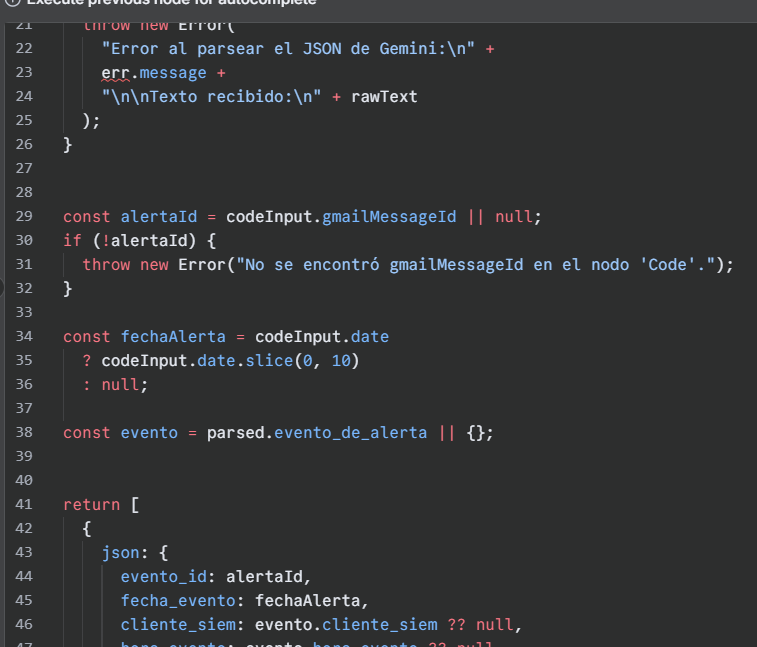 Execute previous node for autocomplete
21 throw new Error(
22 "Error al parsear el JSON de Gemini:\n" +
23 err.message +
24 "\n\nTexto recibido:\n" + rawText
25 );
26 }
27
28
29 const alertaId = codeInput.gmailMessageId || null;
30 if (!alertaId) {
31 throw new Error("No se encontró gmailMessageId en el nodo 'Code'.");
32 }
33
34 const fechaAlerta = codeInput.date
35 ? codeInput.date.slice(0, 10)
36 : null;
37
38 const evento = parsed.evento_de_alerta || {};
39
40
41 return [
42 {
43 json: {
44 evento_id: alertaId,
45 fecha_evento: fechaAlerta,
46 cliente_siem: evento.cliente_siem ?? null,
47 hora_evento: evento.hora_evento ?? null